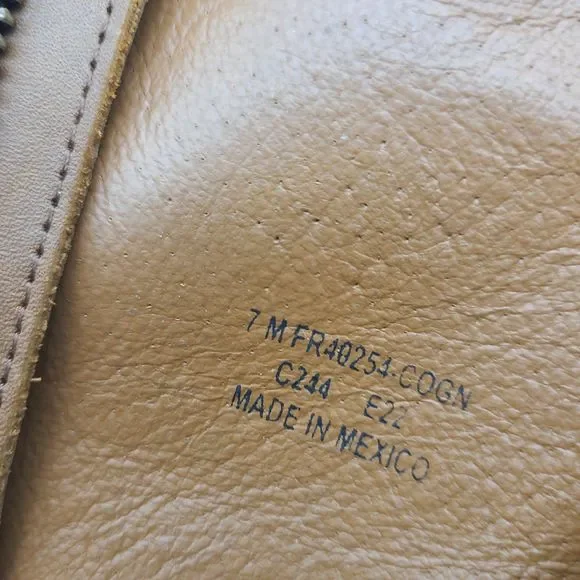 7 M FR40254-COGN
C244 E22
MADE IN MEXICO